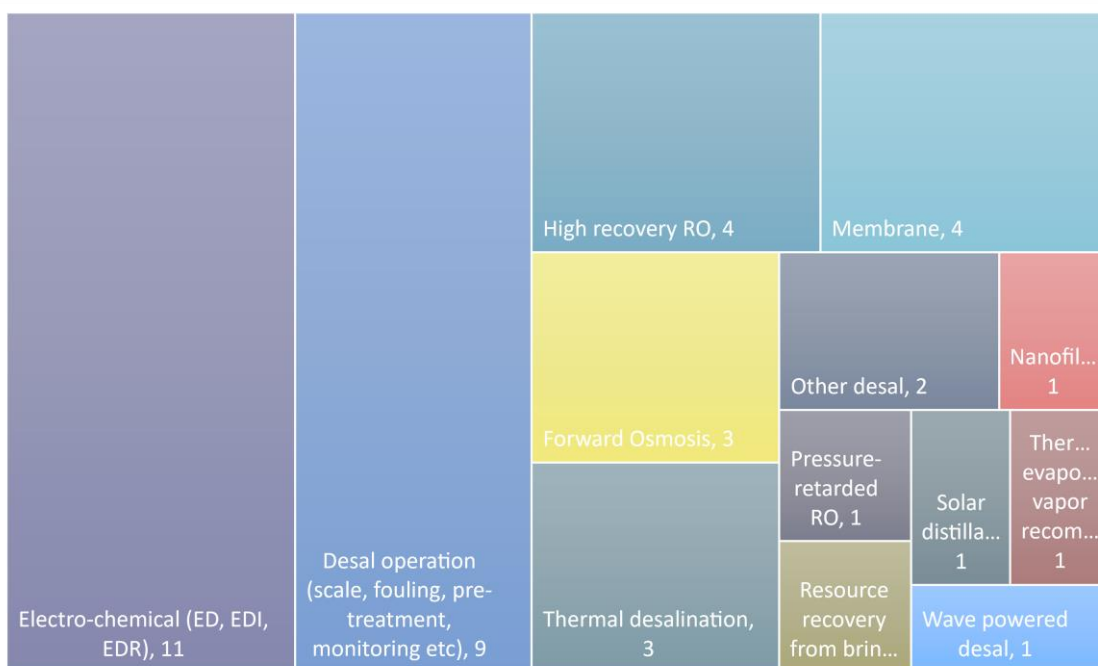 Electro-chemical (ED, EDI,
EDR), 11
Desal operation
(scale, fouling, pre-
treatment,
monitoring etc), 9
High recovery RO, 4
Membrane, 4
Forward Osmosis, 3
Thermal desalination,
3
Other desal, 2
Nanofil...
1
Pressure-
retarded
RO, 1
Resource
recovery
from brin...
Solar
distilla...
1
Ther...
evapo...
vapor
recom...
1
Wave powered
desal, 1